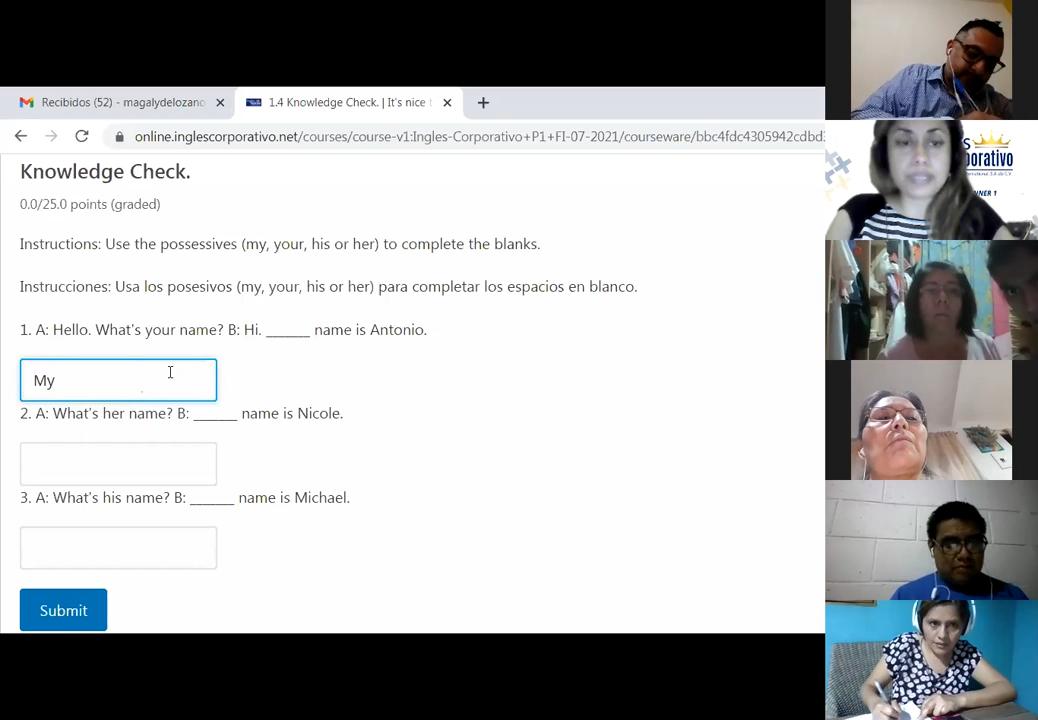 Recibidos (52) - magalydelozano
1.4 Knowledge Check. | It's nice t
online.inglescorporativo.net/courses/course-v1:Ingles-Corporativo+P1+FI-07-2021/courseware/bbc4fdc4305942cdbd
Knowledge Check.
0.0/25.0 points (graded)
Instructions: Use the possessives (my, your, his or her) to complete the blanks.
Instrucciones: Usa los posesivos (my, your, his or her) para completar los espacios en blanco.
1. A: Hello. What's your name? B: Hi. ______ name is Antonio.
My
2. A: What's her name? B: ______ name is Nicole.
3. A: What's his name? B: ______ name is Michael.
Submit